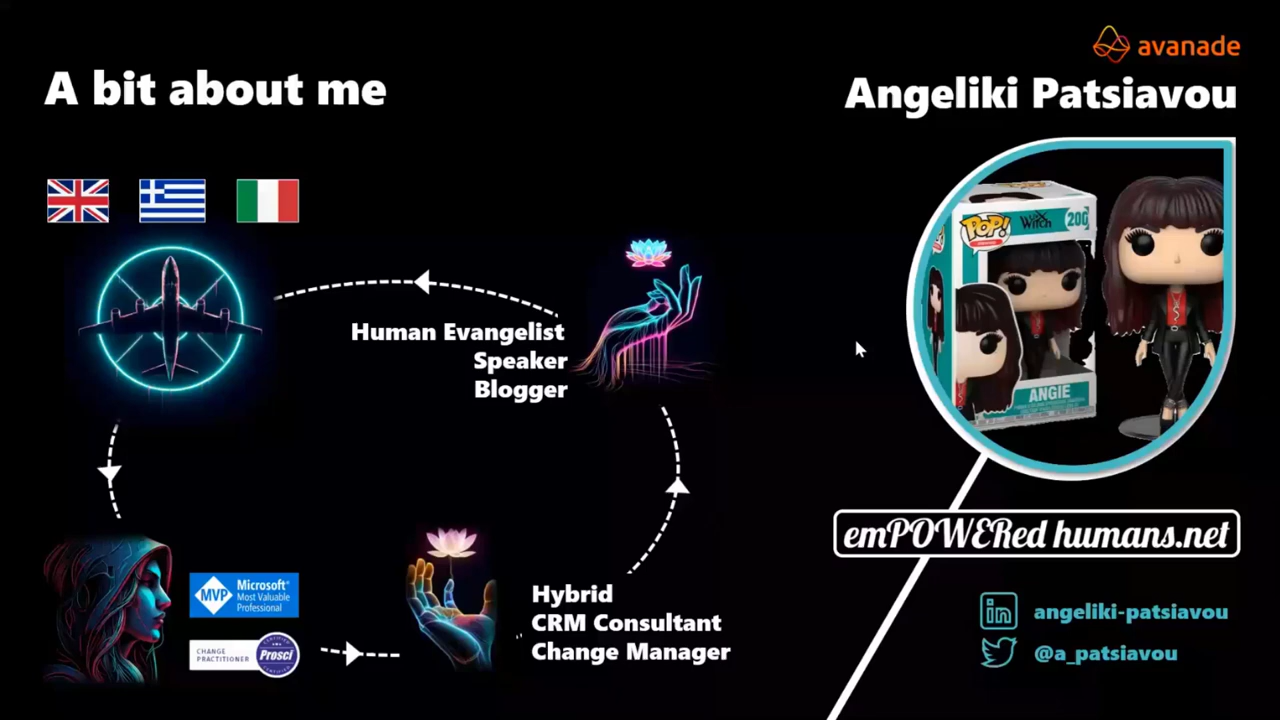 avanade
A bit about me
Angeliki Patsiavou
POP!
Witch
200
ANGIE
Human Evangelist
Speaker
Blogger
emPOWERed humans.net
MVP
Microsoft®
Most Valuable
Professional
CHANGE
PRACTITIONER
Prosci
Hybrid
CRM Consultant
Change Manager
angeliki-patsiavou
@a_patsiavou